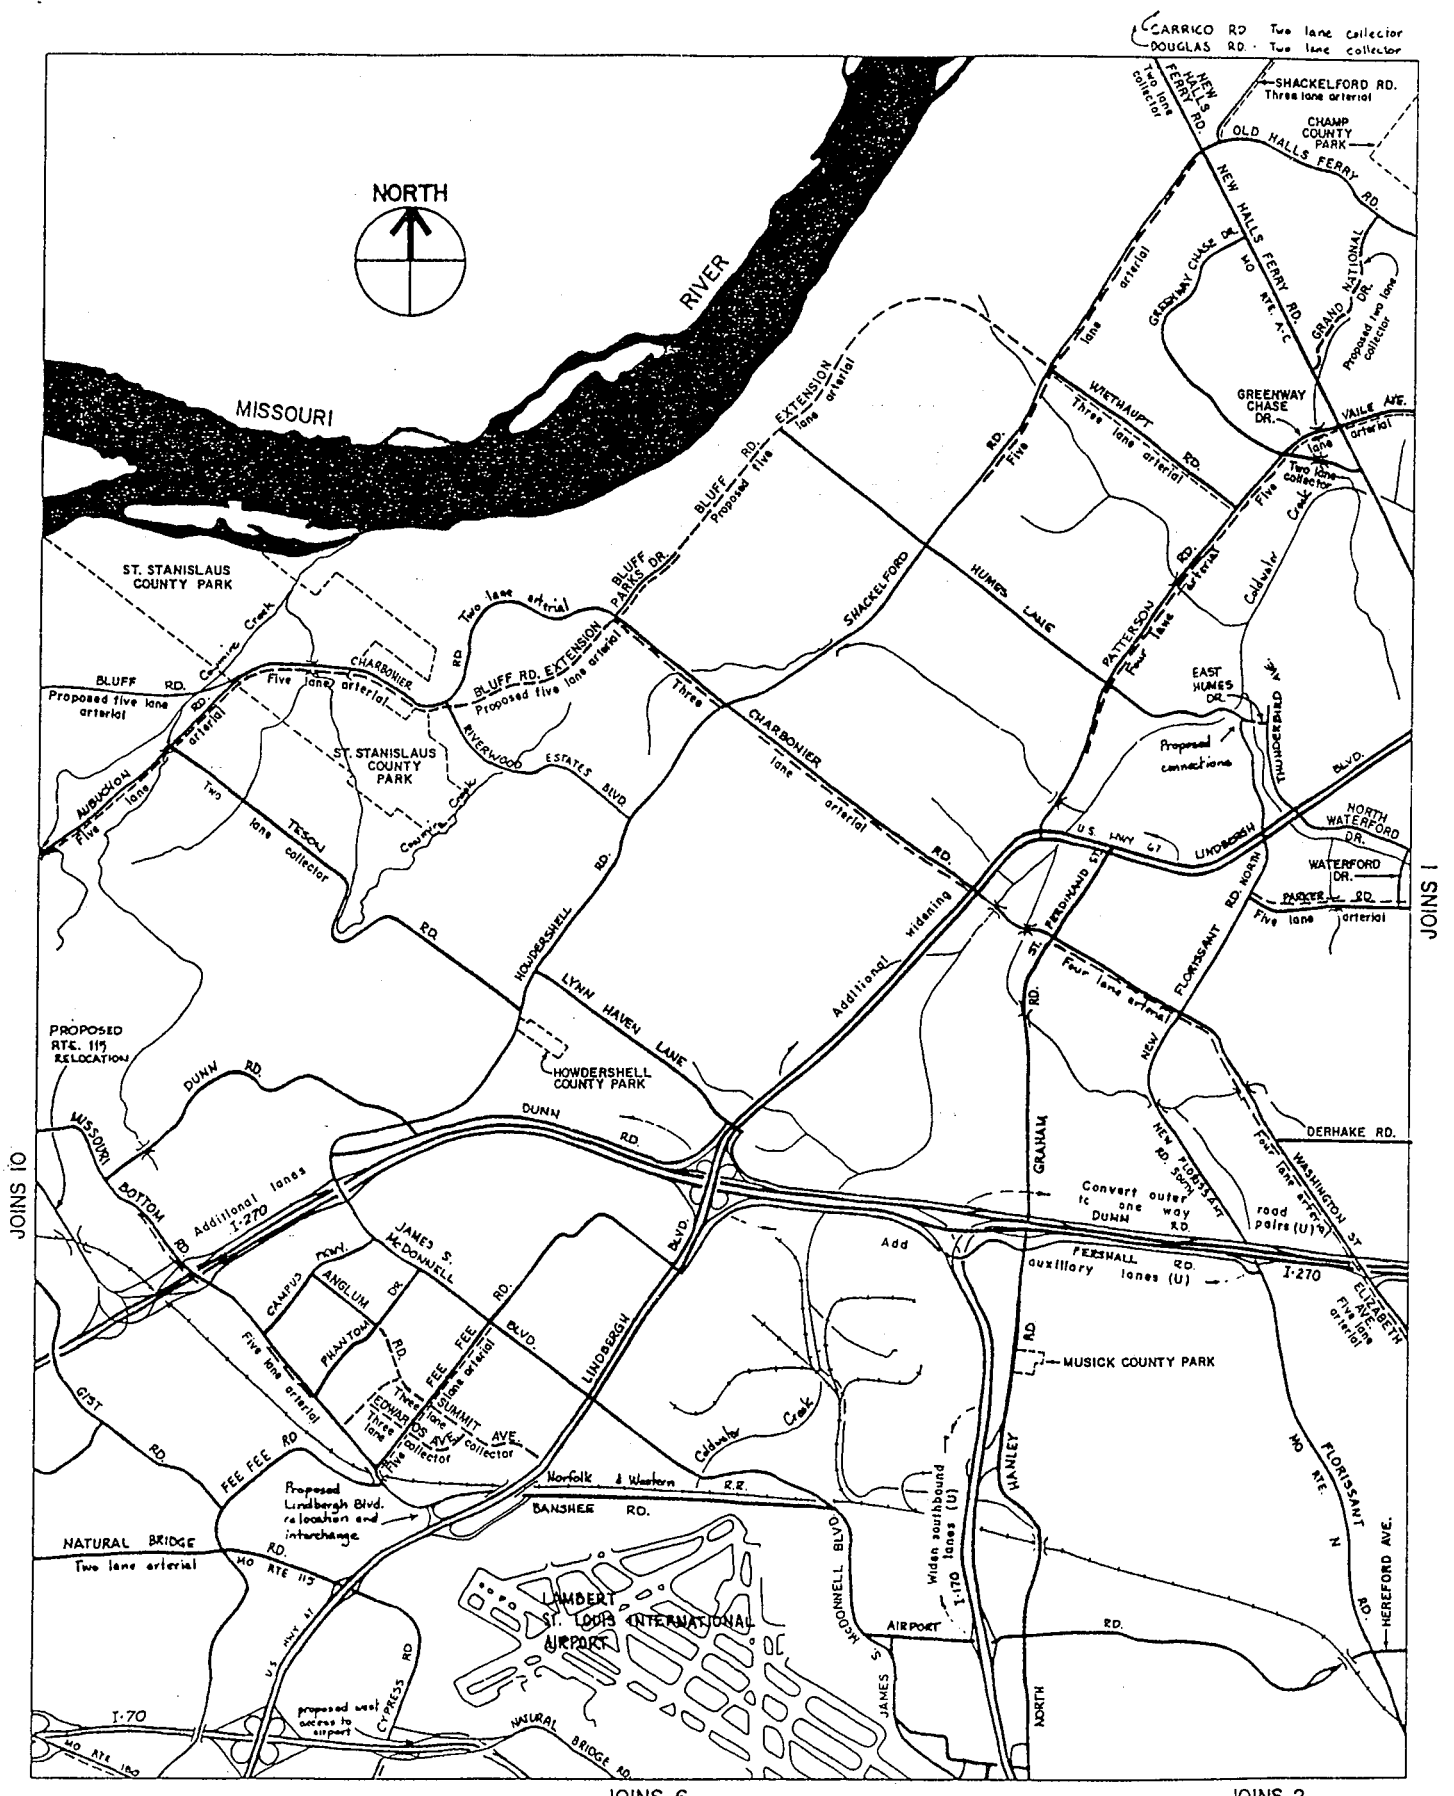 CARRICO RD Two lane collector
DOUGLAS RD. Two lane collector
NEW HALLS FERRY RD.
Two lane collector
SHACKELFORD RD.
Three lane arterial
CHAMP COUNTY PARK
OLD HALLS FERRY RD.
NORTH
NEW HALLS FERRY RD.
MO RTE. A-C
GREENWAY CHASE DR.
GRAND NATIONAL DR.
Proposed two lane collector
RIVER
MISSOURI
Five lane arterial
WIETHAUPT RD.
Three lane arterial
GREENWAY CHASE DR.
VAILE AVE.
Five lane arterial
Two lane collector
Coldwater Creek
BLUFF RD. EXTENSION
Proposed five lane arterial
BLUFF PARKS DR.
SHACKELFORD RD.
HUMES LANE
PATTERSON RD.
Four lane arterial
ST. STANISLAUS
COUNTY PARK
Cowmire Creek
Two lane arterial
RD.
CHARBONIER
Five lane arterial
BLUFF RD. EXTENSION
Proposed five lane arterial
BLUFF RD.
Proposed five lane
arterial
AUBUCHON RD.
Five lane arterial
ST. STANISLAUS
COUNTY
PARK
RIVERWOOD ESTATES BLVD.
Cowmire Creek
Three lane arterial
CHARBONIER RD.
EAST
HUMES
DR.
THUNDERBIRD AVE.
Proposed
connections
TESON RD.
Two lane collector
U.S. HWY 67
LINDBERGH BLVD.
NORTH
WATERFORD
DR.
WATERFORD
DR.
PARKER RD
Five lane arterial
ST. FERDINAND ST.
Four lane arterial
NEW FLORISSANT RD. NORTH
Additional widening
HOWDERSHELL RD.
LYNN HAVEN LANE
HOWDERSHELL
COUNTY PARK
PROPOSED
RTE. 115
RELOCATION
DUNN RD.
DUNN RD.
MISSOURI BOTTOM RD.
Additional lanes
I-270
GRAHAM RD.
NEW FLORISSANT RD. SOUTH
DERHAKE RD.
WASHINGTON ST
Four lane arterial
Convert outer road
to one way pairs (U)
DUNN RD.
Add auxillary lanes (U)
PERSHALL RD.
I-270
ELIZABETH AVE
Five lane arterial
JAMES S.
McDONNELL BLVD.
CAMPUS PKWY.
ANGLUM RD.
PHANTOM DR
FEE FEE RD.
Five lane arterial
Five lane arterial
SUMMIT AVE.
Three lane collector
EDWARDS AVE.
Three lane collector
LINDBERGH BLVD.
RD
MUSICK COUNTY PARK
Coldwater Creek
GIST RD.
FEE FEE RD
Norfolk & Western R.R.
BANSHEE RD.
Proposed
Lindbergh Blvd.
relocation and
interchange
HANLEY
Widen southbound
lanes (U)
I-170
MO RTE. N
FLORISSANT RD.
HEREFORD AVE.
NATURAL BRIDGE RD.
Two lane arterial
MO RTE 115
U.S. HWY 67
LAMBERT
ST. LOUIS INTERNATIONAL
AIRPORT
JAMES S. McDONNELL BLVD.
AIRPORT RD.
NORTH
CYPRESS RD
proposed west
access to
airport
NATURAL BRIDGE RD.
I-70
MO RTE 180
JOINS 10
JOINS 1
JOINS 6
JOINS 2